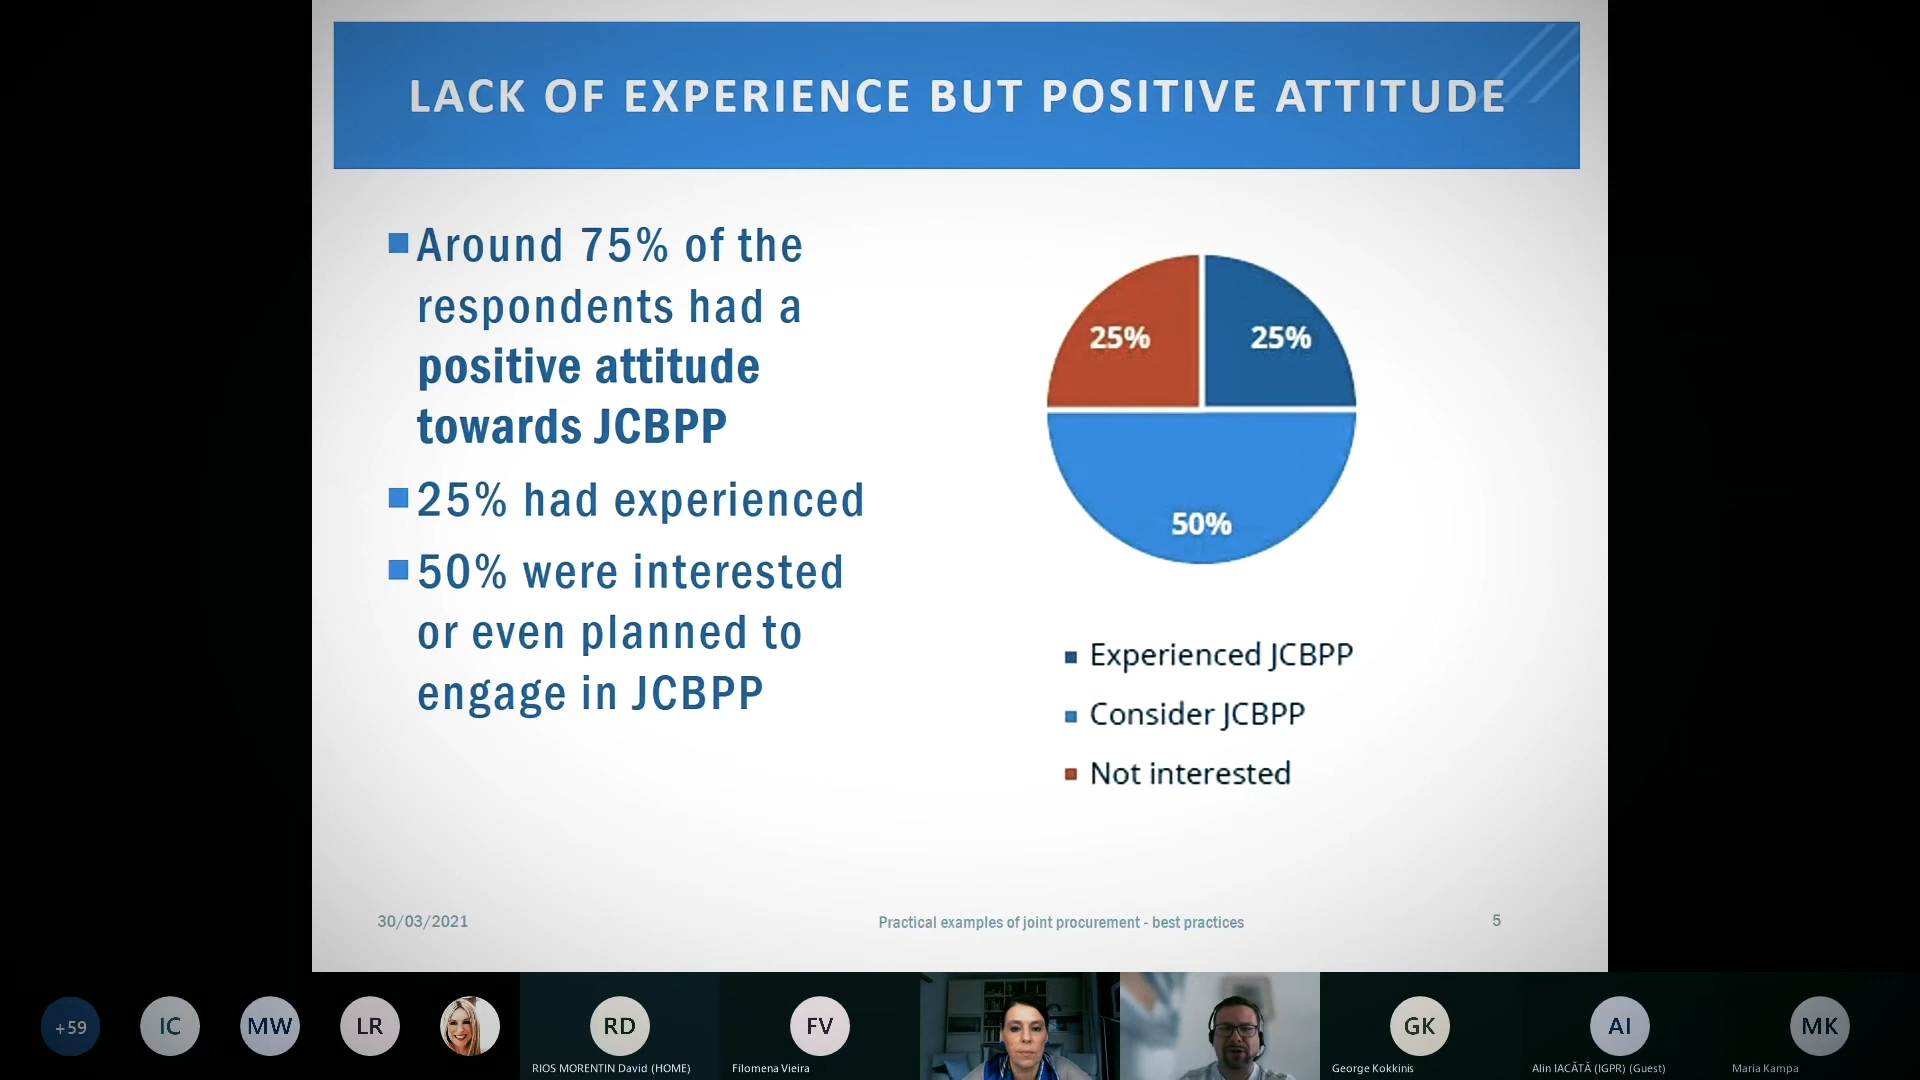 LACK OF EXPERIENCE BUT POSITIVE ATTITUDE
Around 75% of the
respondents had a
positive attitude
towards JCBPP
25% had experienced
50% were interested
or even planned to
engage in JCBPP
25%
25%
50%
Experienced JCBPP
Consider JCBPP
Not interested
30/03/2021
Practical examples of joint procurement - best practices
5
+59
IC
MW
LR
RD
RIOS MORENTIN David (HOME)
FV
Filomena Vieira
GK
George Kokkinis
AI
Alin IACĂTĂ (IGPR) (Guest)
MK
Maria Kampa